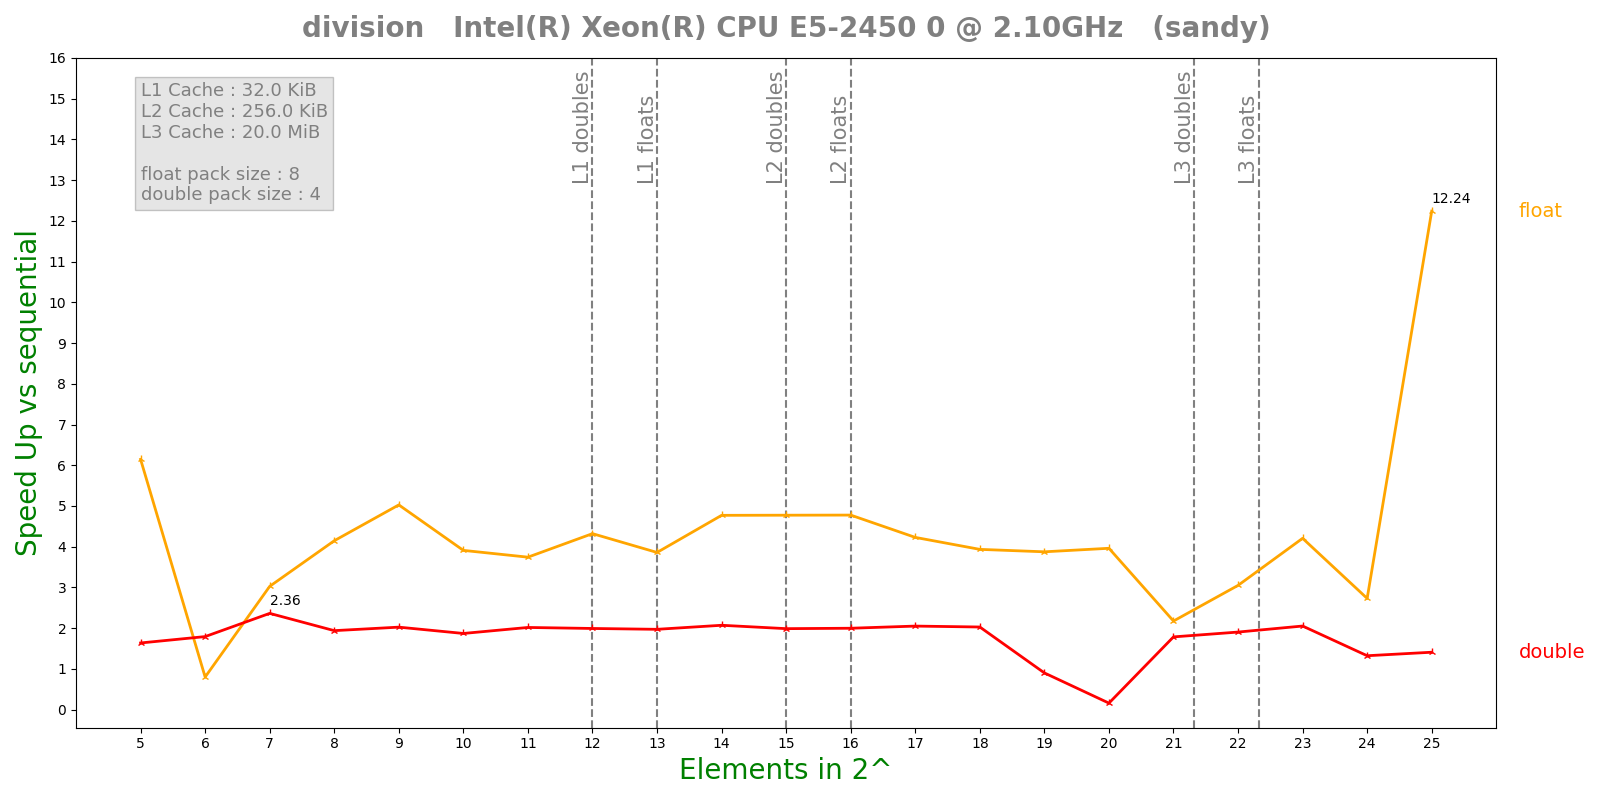 division   Intel(R) Xeon(R) CPU E5-2450 0 @ 2.10GHz   (sandy)
16
15
14
13
12
11
10
9
8
7
6
5
4
3
2
1
0
Speed Up vs sequential
L1 Cache : 32.0 KiB
L2 Cache : 256.0 KiB
L3 Cache : 20.0 MiB
float pack size : 8
double pack size : 4
L1 doubles
L1 floats
L2 doubles
L2 floats
L3 doubles
L3 floats
12.24
2.36
float
double
5 6 7 8 9 10 11 12 13 14 15 16 17 18 19 20 21 22 23 24 25
Elements in 2^